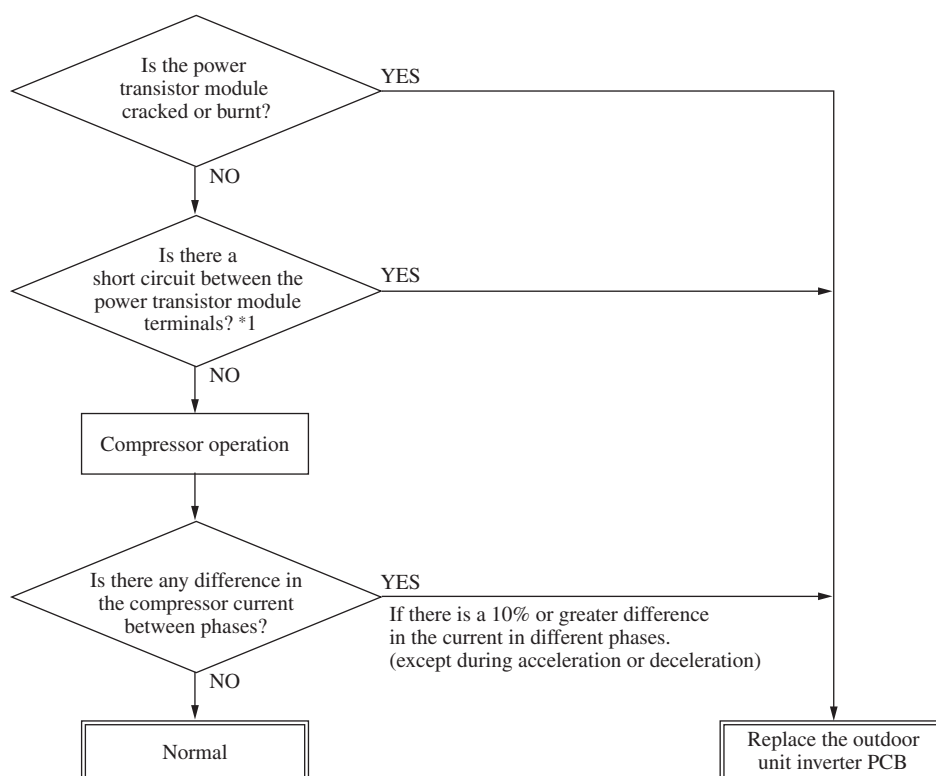 Is the power
transistor module
cracked or burnt?
YES
NO
Is there a
short circuit between the
power transistor module
terminals? *1
YES
NO
Compressor operation
Is there any difference in
the compressor current
between phases?
YES
If there is a 10% or greater difference
in the current in different phases.
(except during acceleration or deceleration)
NO
Normal
Replace the outdoor
unit inverter PCB